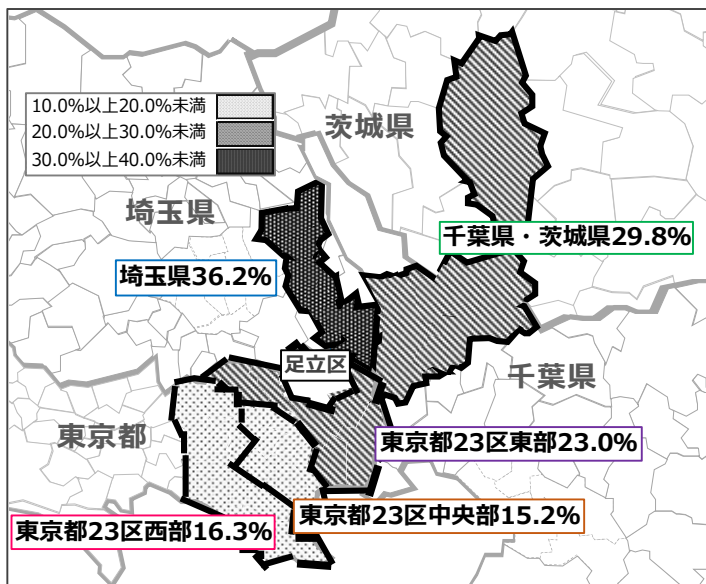 10.0%以上20.0%未満
20.0%以上30.0%未満
30.0%以上40.0%未満
茨城県
埼玉県
千葉県・茨城県29.8%
埼玉県36.2%
足立区
千葉県
東京都
東京都23区東部23.0%
東京都23区中央部15.2%
東京都23区西部16.3%